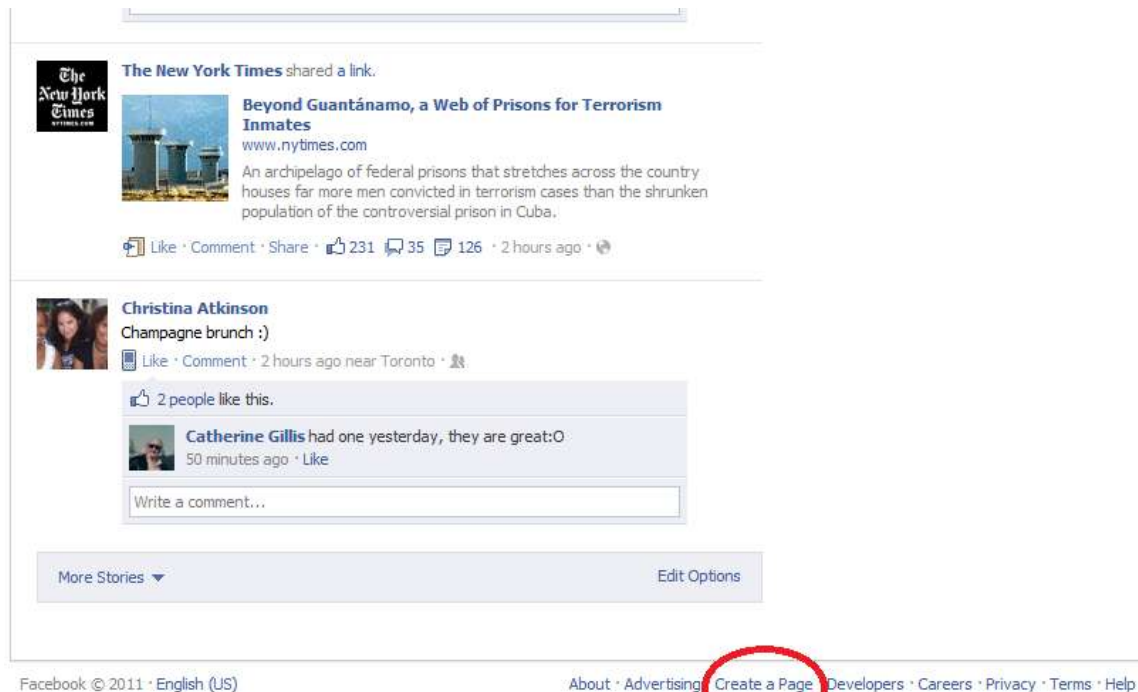 The
New York
Times
NYTIMES.COM
The New York Times shared a link.
Beyond Guantánamo, a Web of Prisons for Terrorism
Inmates
www.nytimes.com
An archipelago of federal prisons that stretches across the country
houses far more men convicted in terrorism cases than the shrunken
population of the controversial prison in Cuba.
Like · Comment · Share · 231 35 126 · 2 hours ago ·
Christina Atkinson
Champagne brunch :)
Like · Comment · 2 hours ago near Toronto ·
2 people like this.
Catherine Gillis had one yesterday, they are great:O
50 minutes ago · Like
Write a comment...
More Stories Edit Options
Facebook © 2011 · English (US) About · Advertising · Create a Page · Developers · Careers · Privacy · Terms · Help